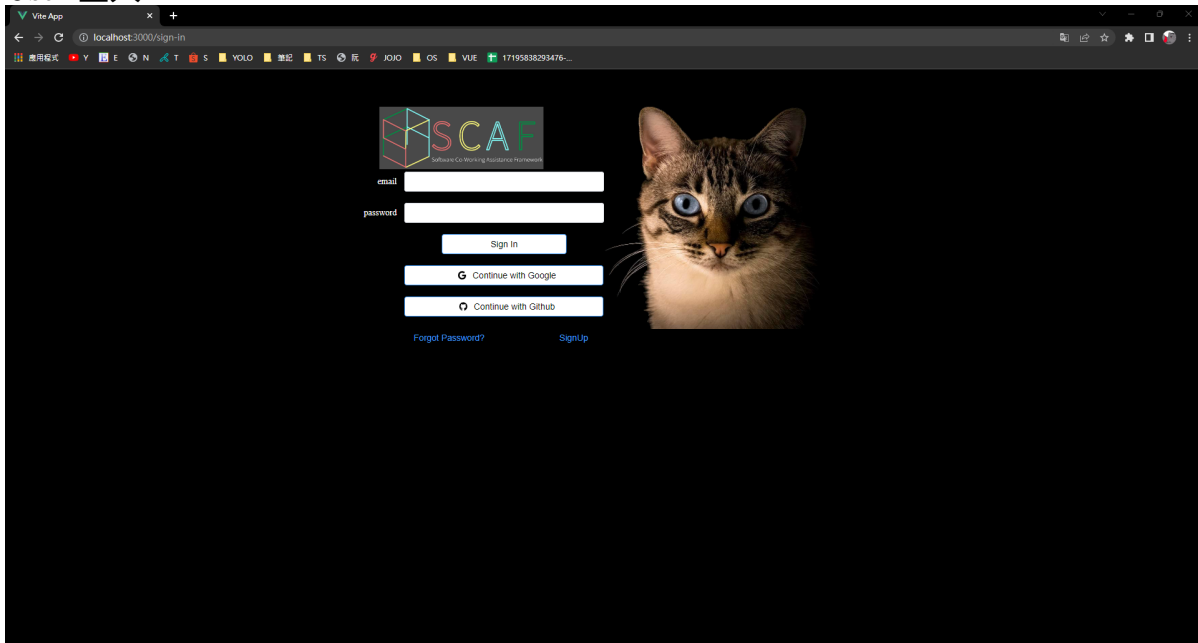 Vite App
localhost:3000/sign-in
應用程式 Y E N T S YOLO 筆記 TS 阮 JOJO OS VUE 17195838293476-...
SCAF
Software Co-Working Assistance Framework
email
password
Sign In
Continue with Google
Continue with Github
Forgot Password? SignUp